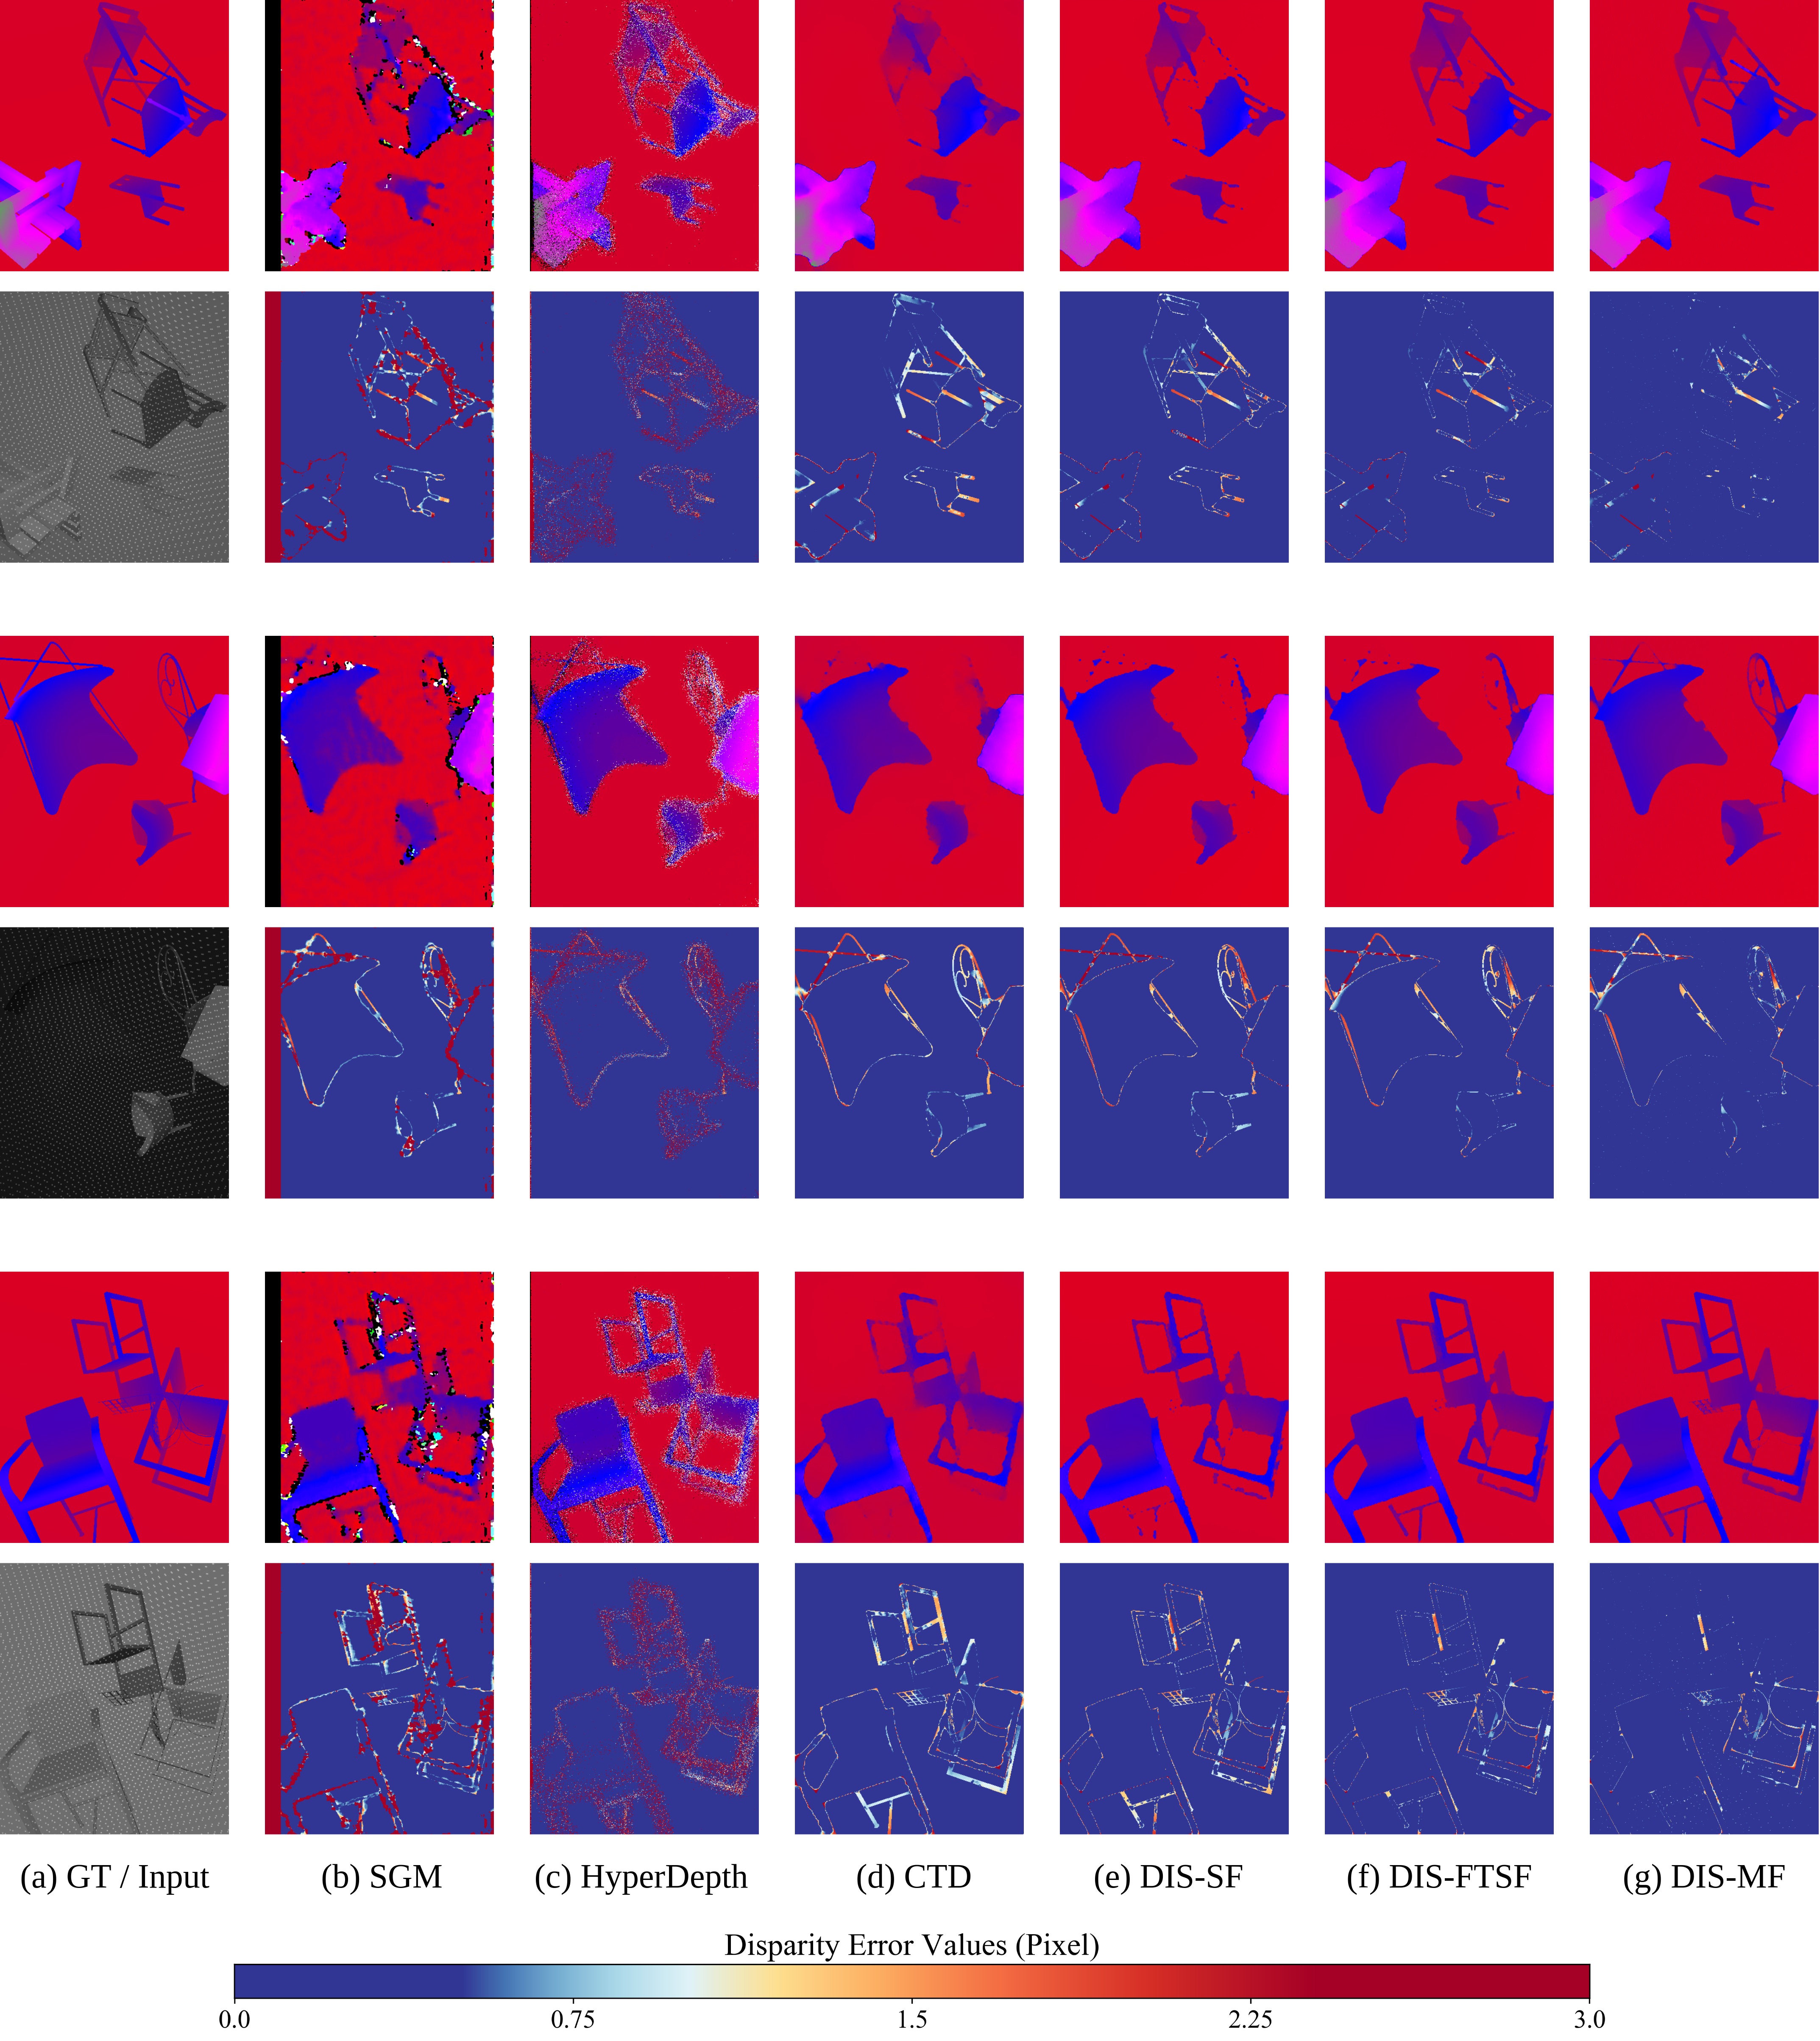 (a) GT / Input (b) SGM (c) HyperDepth (d) CTD (e) DIS-SF (f) DIS-FTSF (g) DIS-MF
Disparity Error Values (Pixel)
0.0 0.75 1.5 2.25 3.0